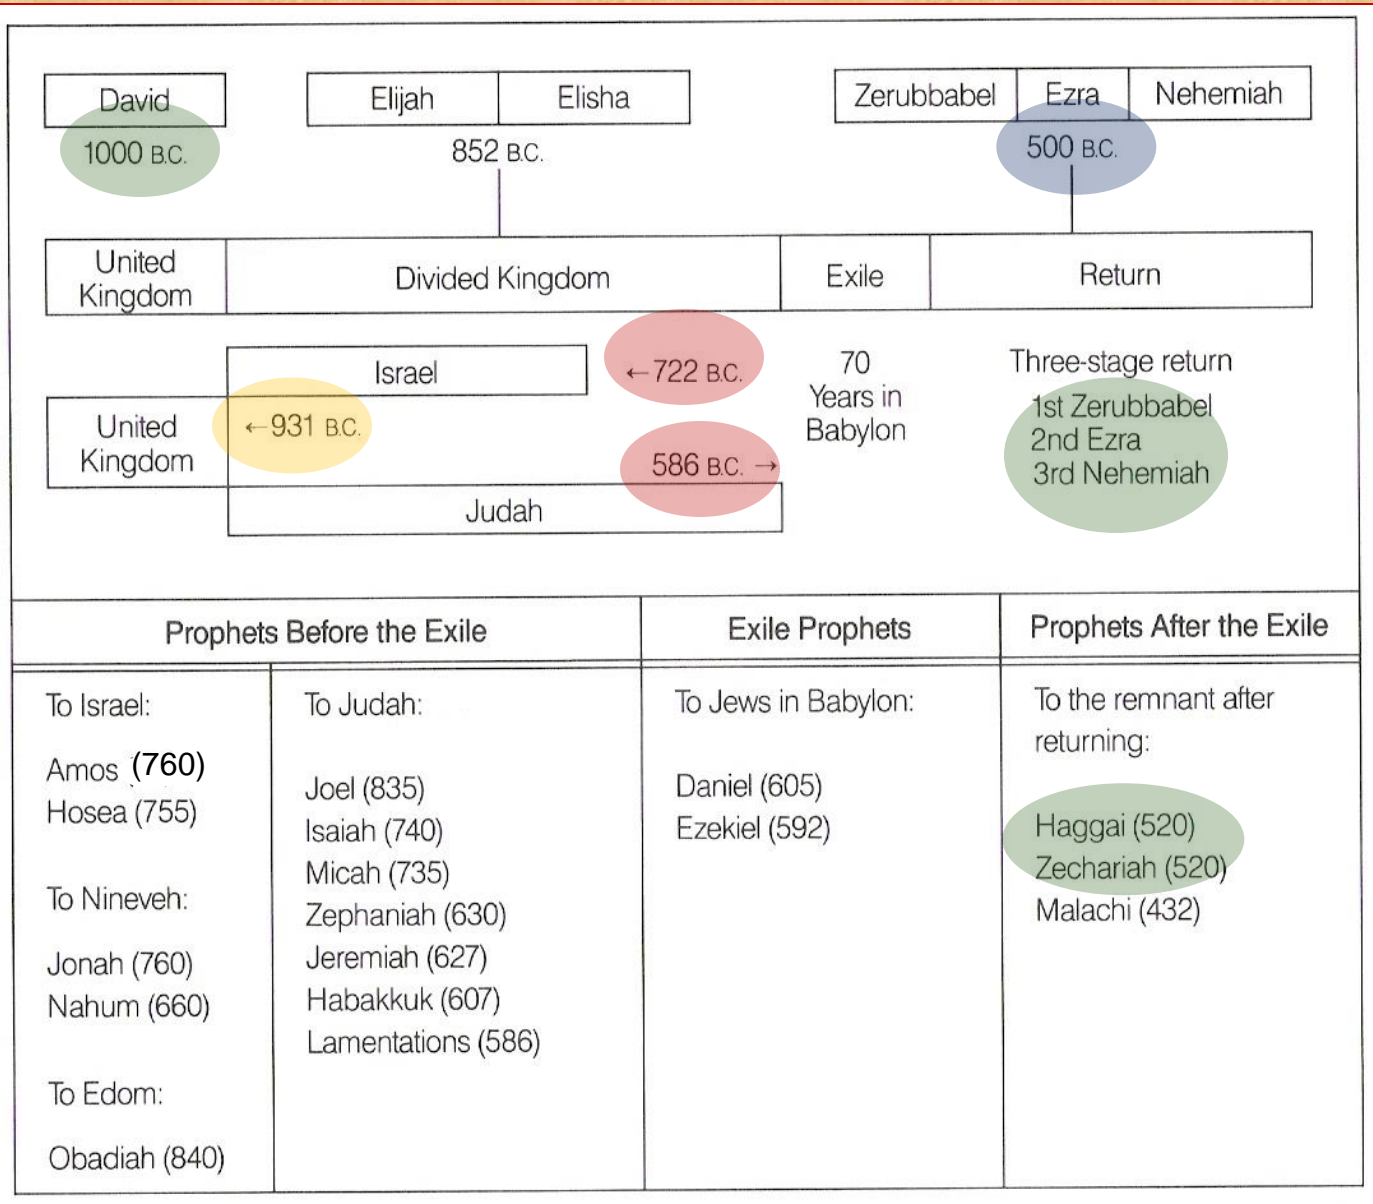 David
Elijah
Elisha
Zerubbabel
Ezra
Nehemiah
1000 B.C.
852 B.C.
500 B.C.
United
Kingdom
Divided Kingdom
Exile
Return
Israel
←722 B.C.
United
Kingdom
←931 B.C.
586 B.C. →
Judah
70
Years in
Babylon
Three-stage return
1st Zerubbabel
2nd Ezra
3rd Nehemiah
Prophets Before the Exile
Exile Prophets
Prophets After the Exile
To Israel:
Amos (760)
Hosea (755)
To Nineveh:
Jonah (760)
Nahum (660)
To Edom:
Obadiah (840)
To Judah:
Joel (835)
Isaiah (740)
Micah (735)
Zephaniah (630)
Jeremiah (627)
Habakkuk (607)
Lamentations (586)
To Jews in Babylon:
Daniel (605)
Ezekiel (592)
To the remnant after
returning:
Haggai (520)
Zechariah (520)
Malachi (432)